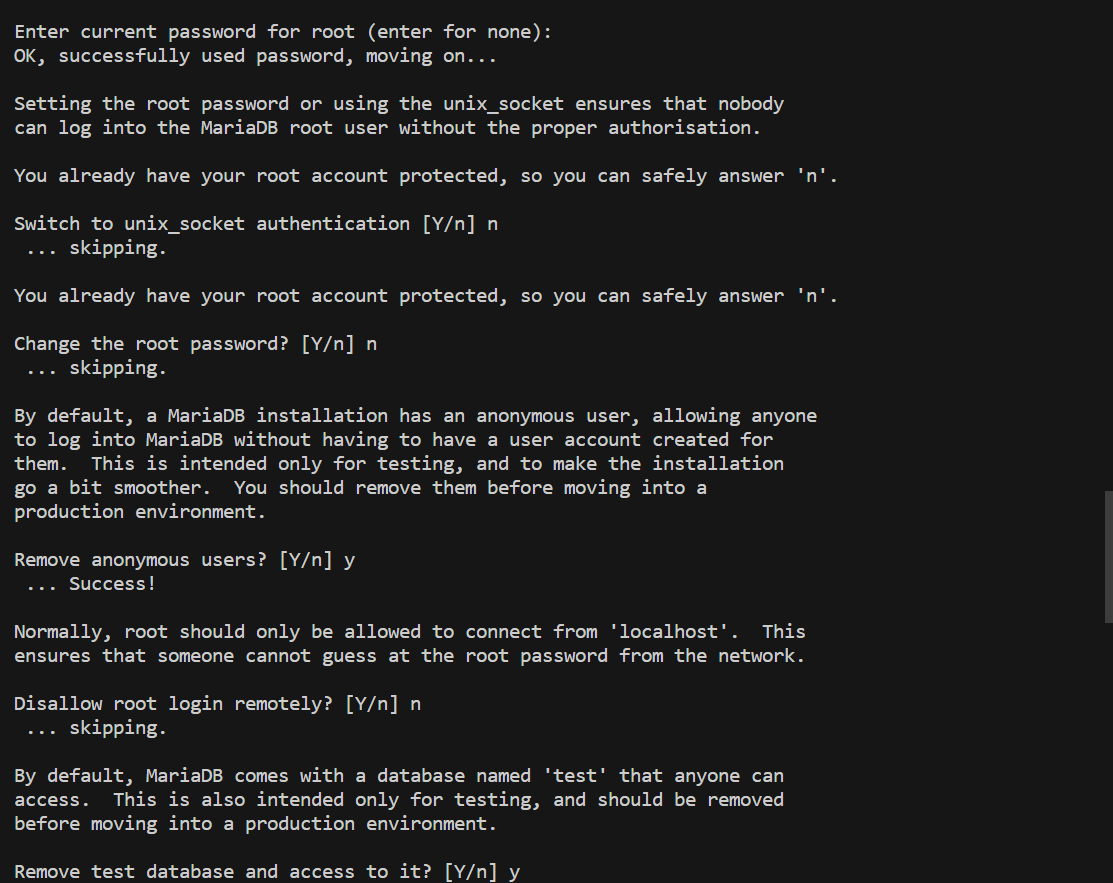 Enter current password for root (enter for none):
OK, successfully used password, moving on...
Setting the root password or using the unix_socket ensures that nobody
can log into the MariaDB root user without the proper authorisation.
You already have your root account protected, so you can safely answer 'n'.
Switch to unix_socket authentication [Y/n] n
 ... skipping.
You already have your root account protected, so you can safely answer 'n'.
Change the root password? [Y/n] n
 ... skipping.
By default, a MariaDB installation has an anonymous user, allowing anyone
to log into MariaDB without having to have a user account created for
them.  This is intended only for testing, and to make the installation
go a bit smoother.  You should remove them before moving into a
production environment.
Remove anonymous users? [Y/n] y
 ... Success!
Normally, root should only be allowed to connect from 'localhost'.  This
ensures that someone cannot guess at the root password from the network.
Disallow root login remotely? [Y/n] n
 ... skipping.
By default, MariaDB comes with a database named 'test' that anyone can
access.  This is also intended only for testing, and should be removed
before moving into a production environment.
Remove test database and access to it? [Y/n] y